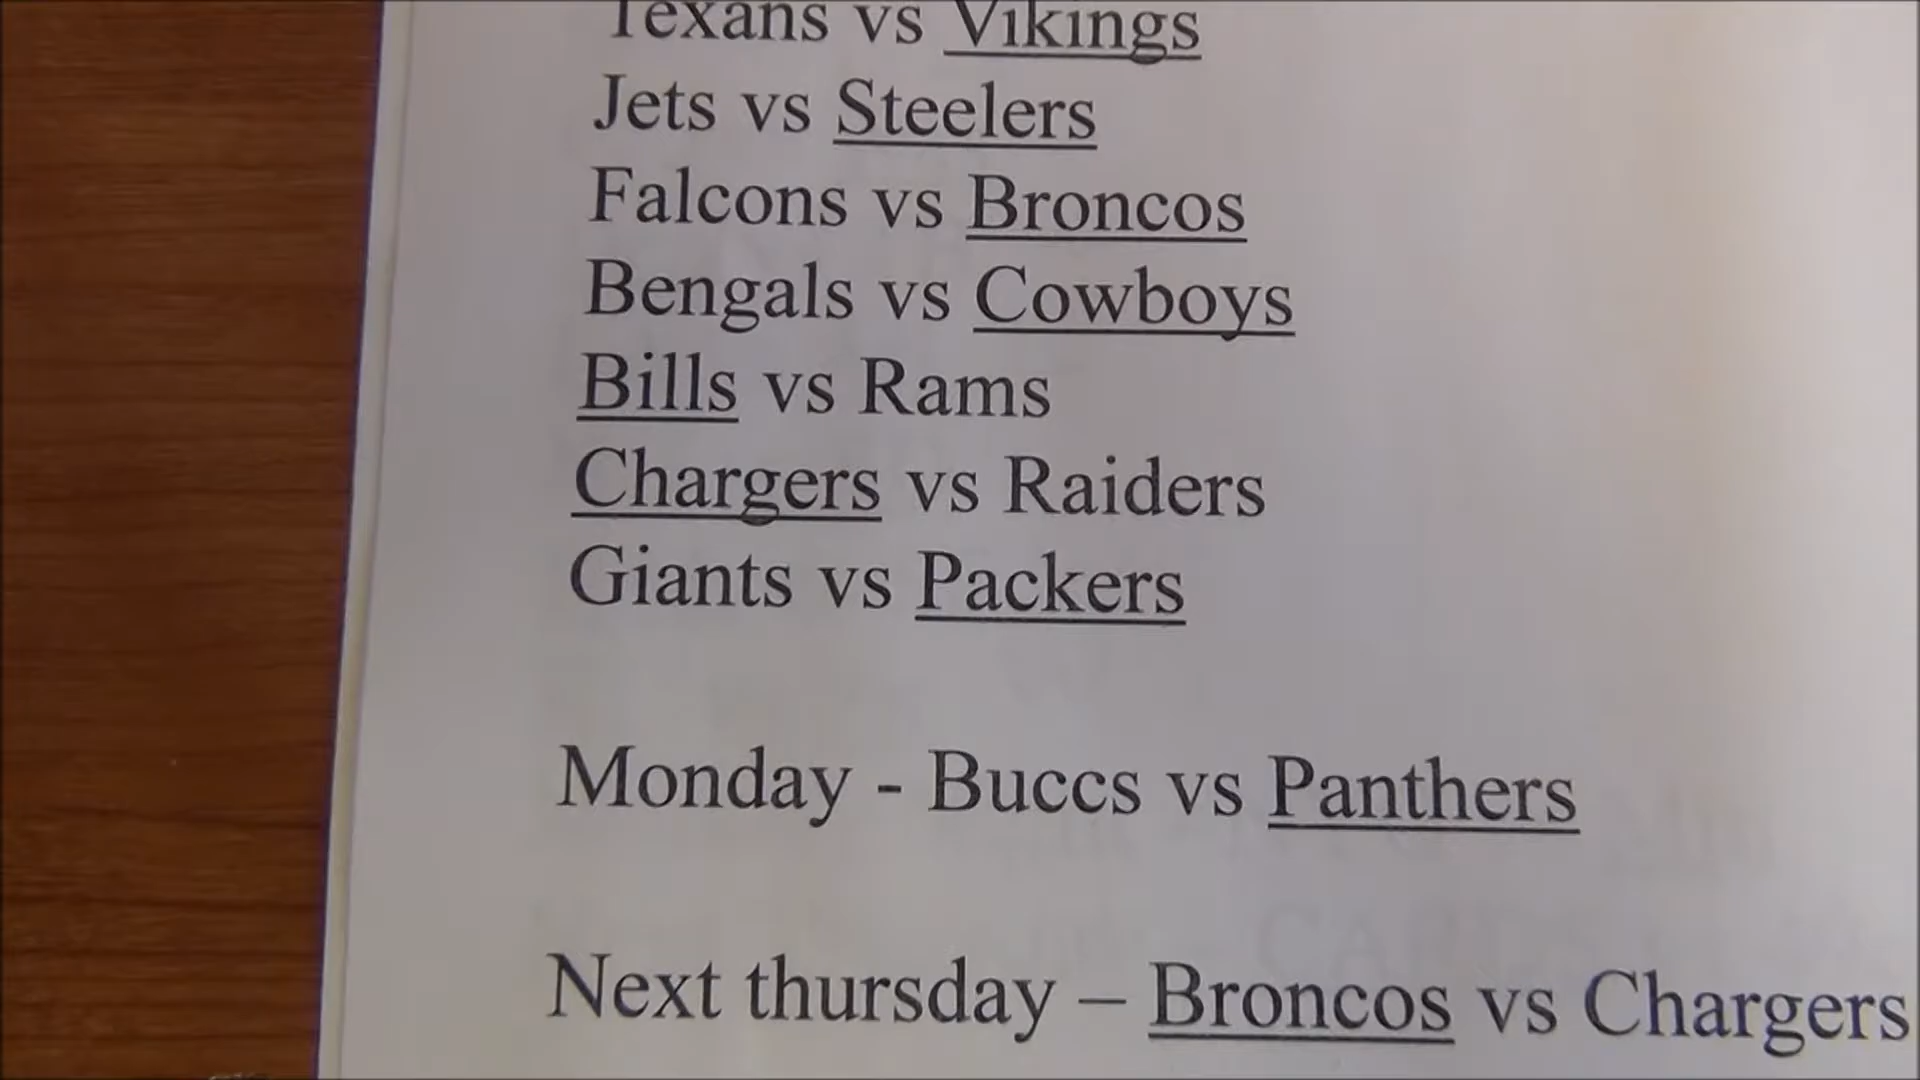 Texans vs Vikings
Jets vs Steelers
Falcons vs Broncos
Bengals vs Cowboys
Bills vs Rams
Chargers vs Raiders
Giants vs Packers
Monday - Buccs vs Panthers
Next thursday – Broncos vs Chargers